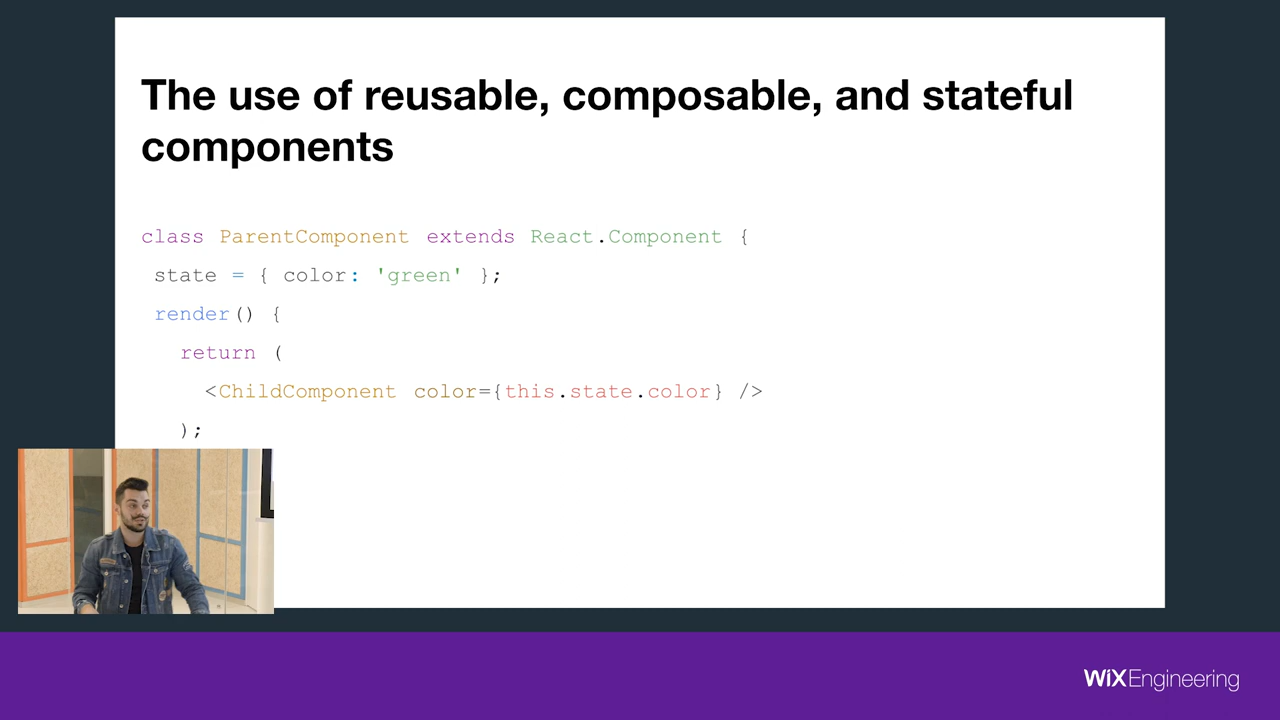 The use of reusable, composable, and stateful
components
class ParentComponent extends React.Component {
state = { color: 'green' };
render() {
return (
<ChildComponent color={this.state.color} />
);
WiXEngineering